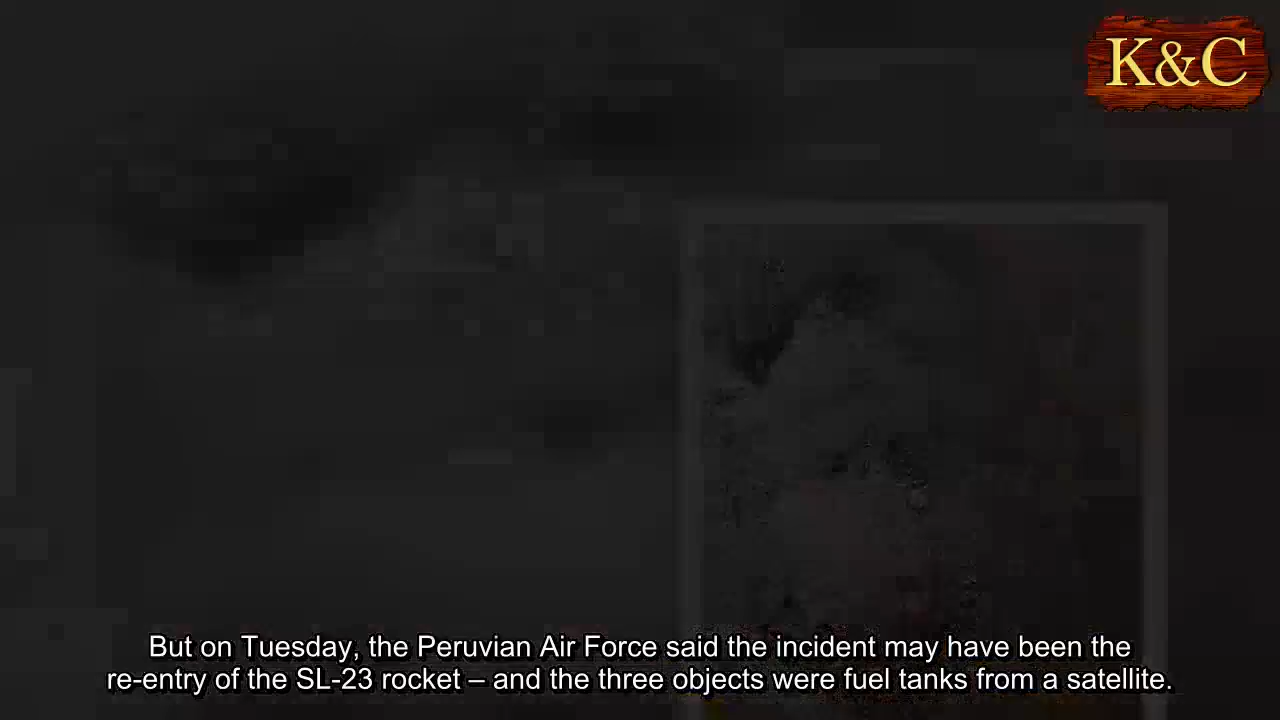 K&C
But on Tuesday, the Peruvian Air Force said the incident may have been the
re-entry of the SL-23 rocket – and the three objects were fuel tanks from a satellite.